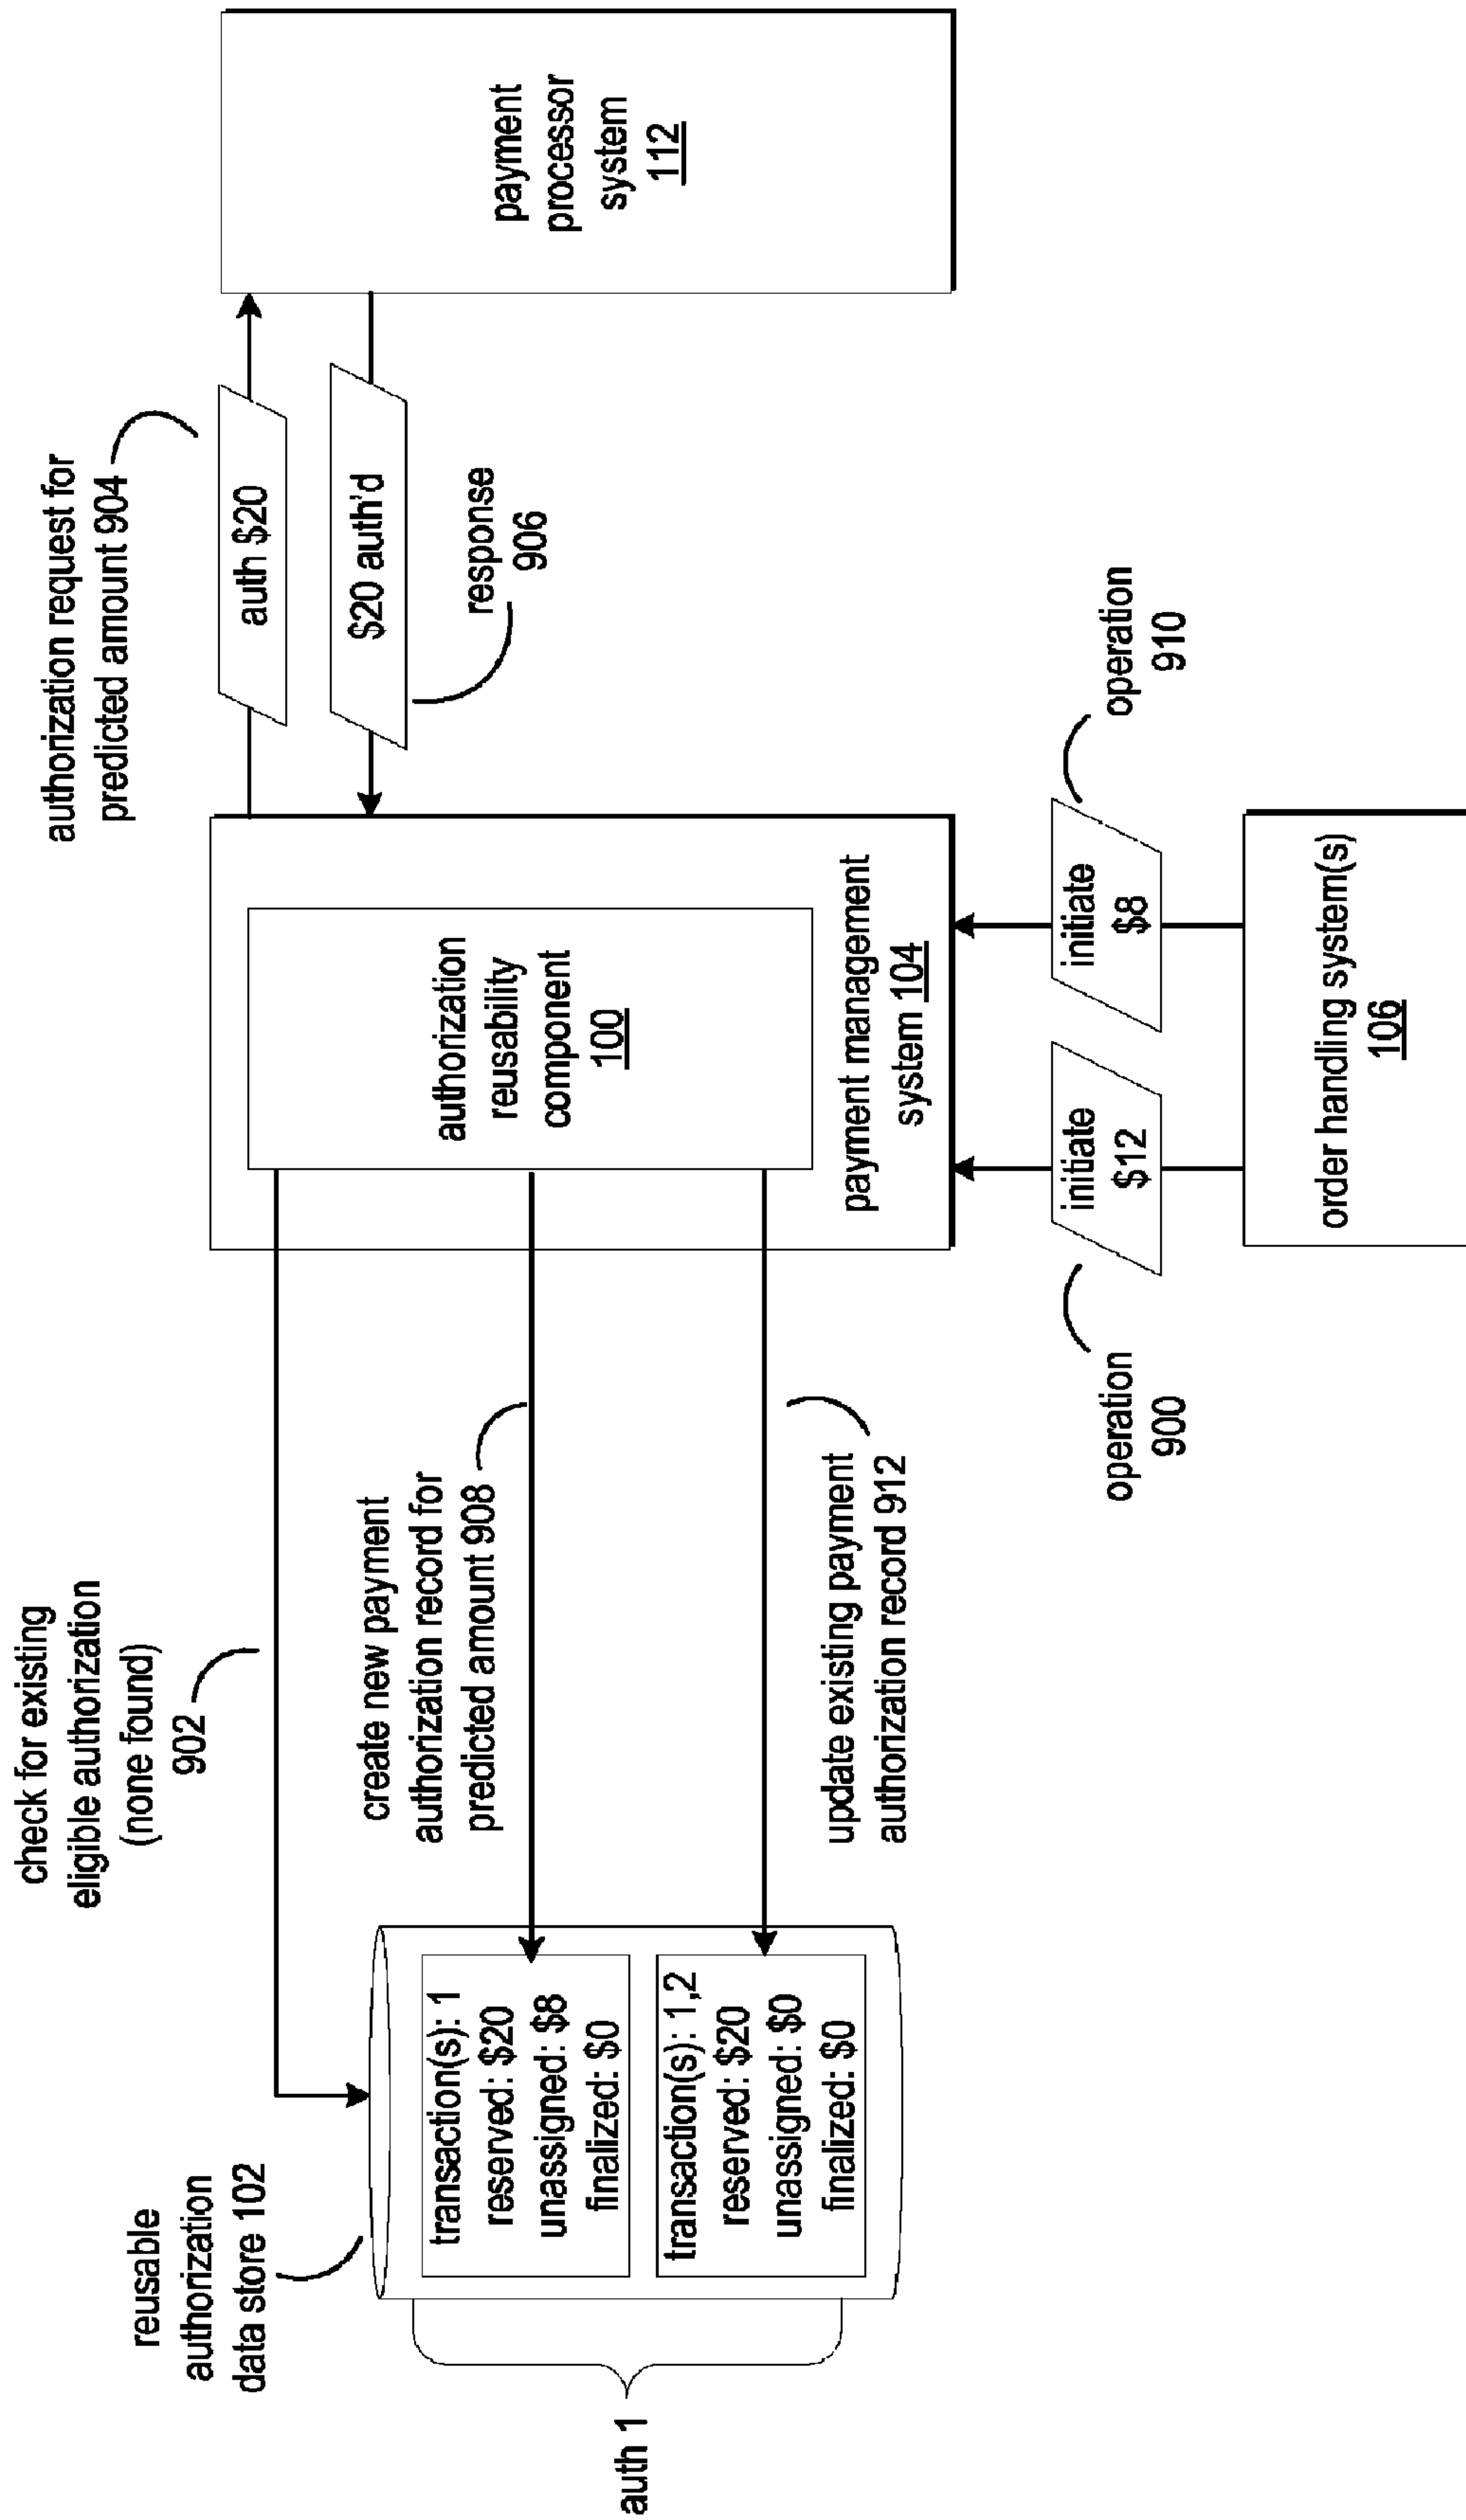 check for existing
eligible authorization
(none found)
902
authorization request for
predicted amount 904
reusable
authorization
data store 102
auth $20
$20 auth'd
response
906
payment
processor
system
112
create new payment
authorization record for
predicted amount 908
authorization
reusability
component
100
auth 1
transaction(s): 1
reserved: $20
unassigned: $8
finalized: $0
transaction(s): 1,2
reserved: $20
unassigned: $0
finalized: $0
update existing payment
authorization record 912
payment management
system 104
operation
900
initiate
$12
initiate
$8
operation
910
order handling system(s)
106